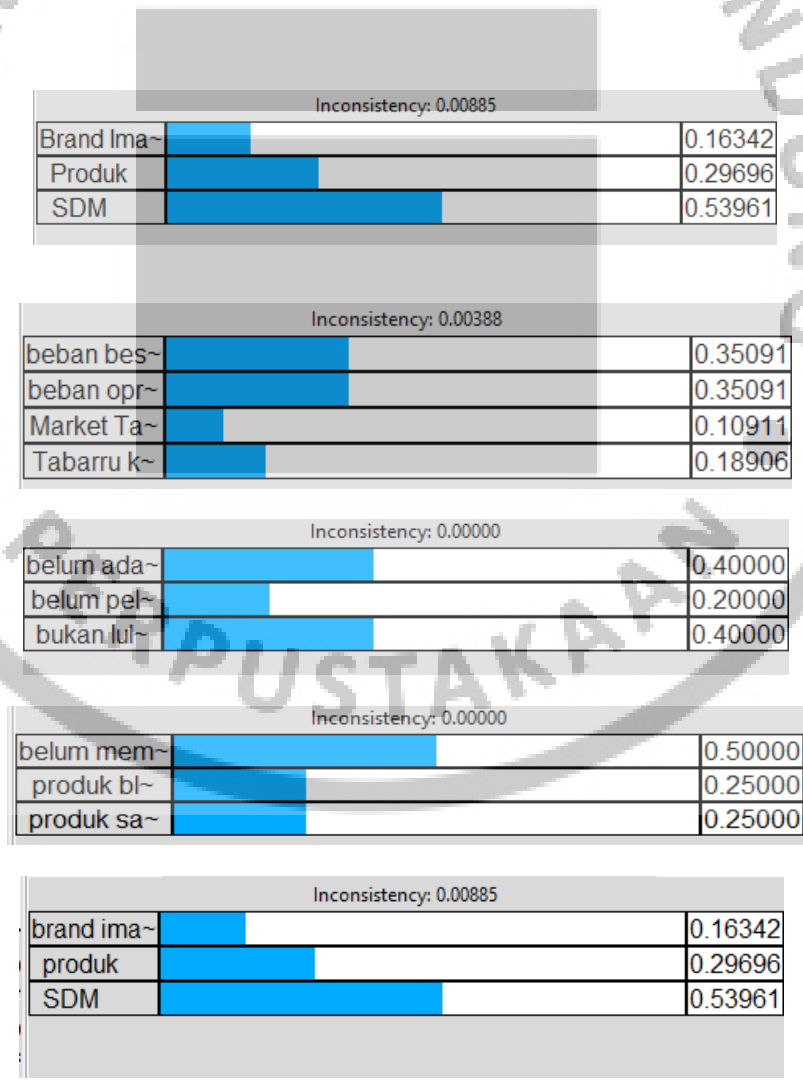 Inconsistency: 0.00885
Brand Ima~ 0.16342
Produk 0.29696
SDM 0.53961
Inconsistency: 0.00388
beban bes~ 0.35091
beban opr~ 0.35091
Market Ta~ 0.10911
Tabarru k~ 0.18906
Inconsistency: 0.00000
belum ada~ 0.40000
belum pel~ 0.20000
bukan lul~ 0.40000
PERPUSTAKAAN
Inconsistency: 0.00000
belum mem~ 0.50000
produk bl~ 0.25000
produk sa~ 0.25000
Inconsistency: 0.00885
brand ima~ 0.16342
produk 0.29696
SDM 0.53961